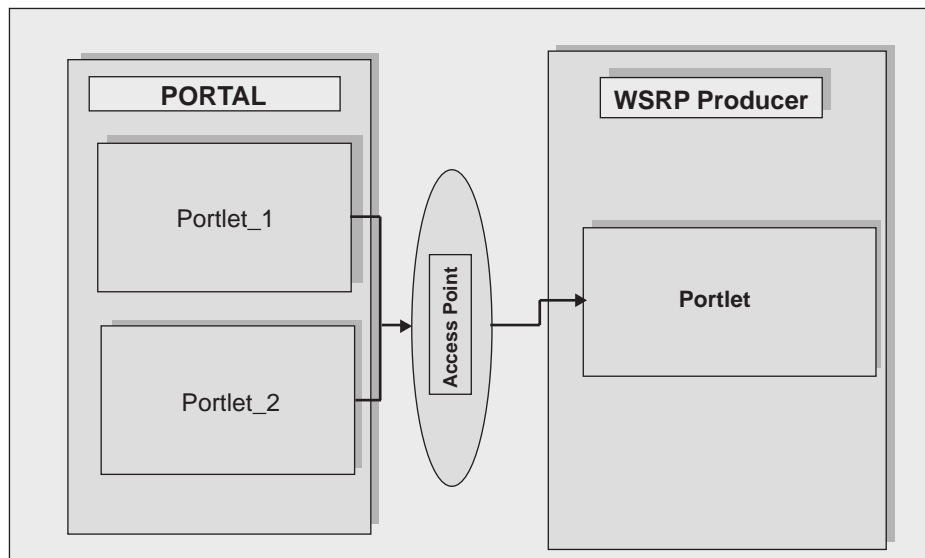 PORTAL
WSRP Producer
Portlet_1
Access Point
Portlet
Portlet_2